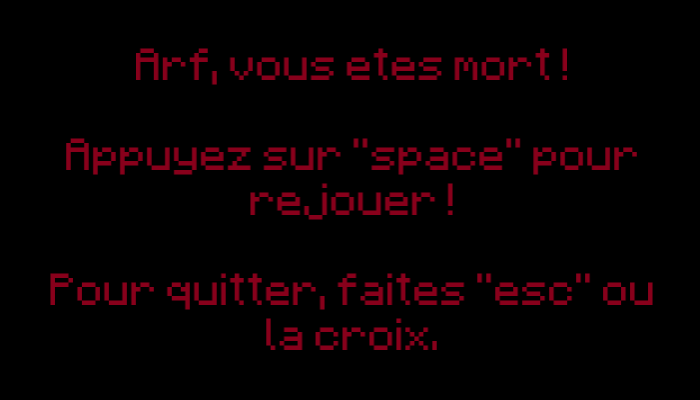 Arf, vous etes mort !
Appuyez sur "space" pour
rejouer !
Pour quitter, faites "esc" ou
la croix.